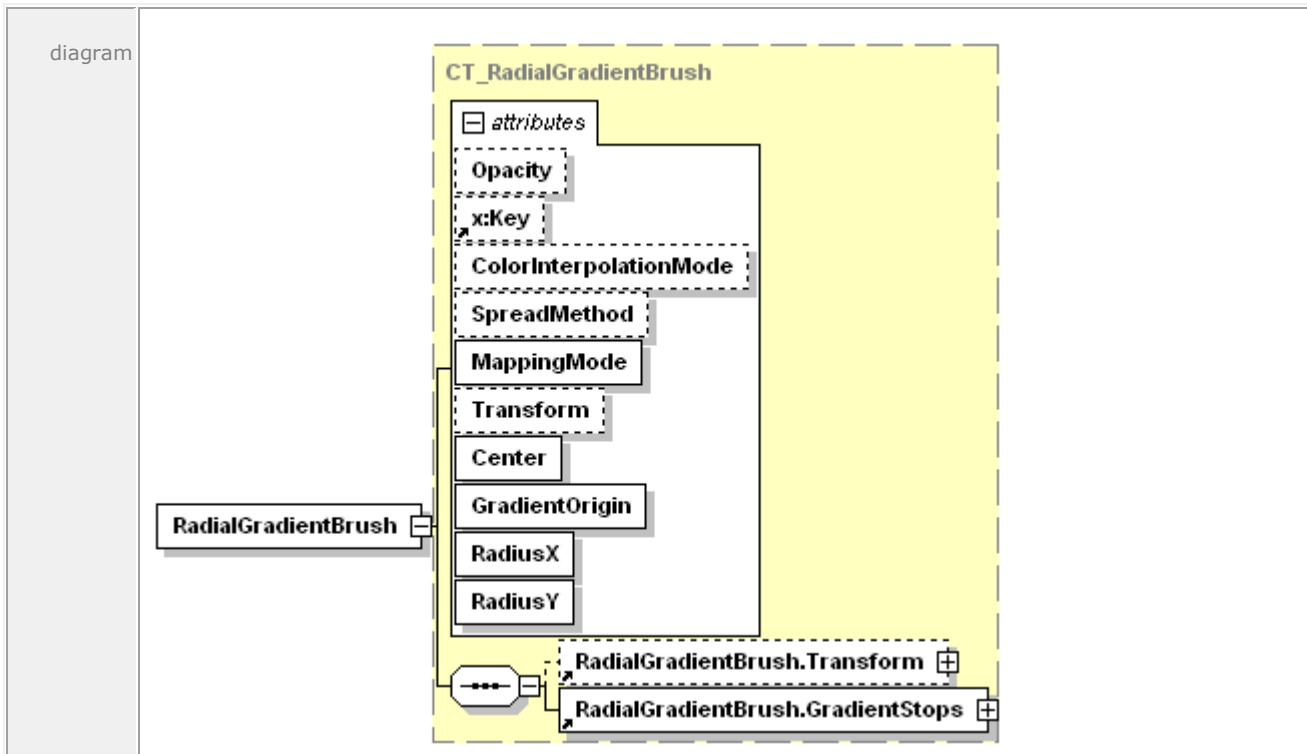 diagram
CT_RadialGradientBrush
attributes
Opacity
x:Key
ColorInterpolationMode
SpreadMethod
MappingMode
Transform
Center
GradientOrigin
RadialGradientBrush
RadiusX
RadiusY
RadialGradientBrush.Transform
RadialGradientBrush.GradientStops